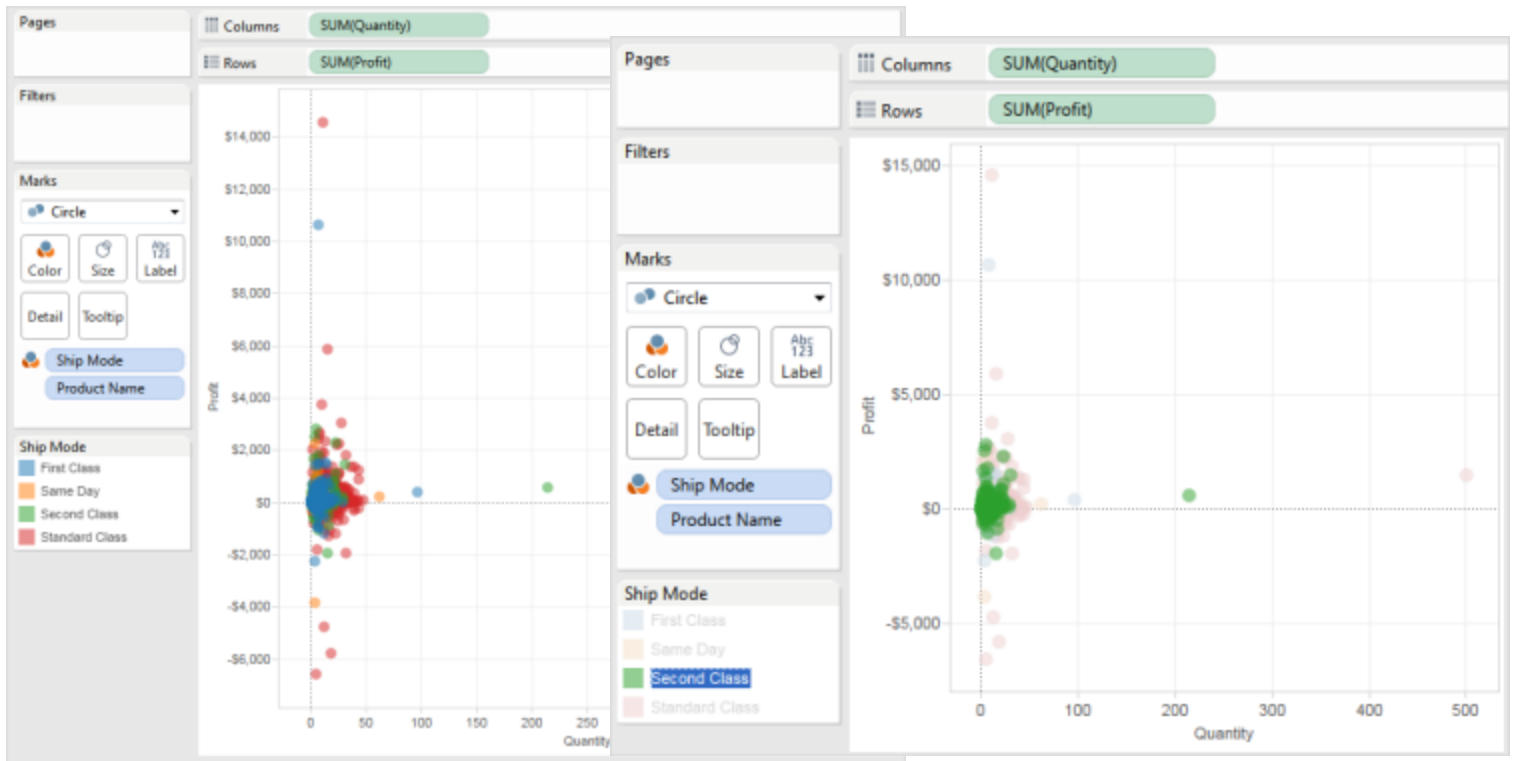 Pages
Columns SUM(Quantity)
Rows SUM(Profit)
Filters
Marks
Circle
Color Size Abc 123 Label
Detail Tooltip
Ship Mode
Product Name
Ship Mode
First Class
Same Day
Second Class
Standard Class
$14,000
$12,000
$10,000
$8,000
$6,000
$4,000
$2,000
$0
-$2,000
-$4,000
-$6,000
Profit
0 50 100 150 200 250
Quantity
Pages
Columns SUM(Quantity)
Rows SUM(Profit)
Filters
Marks
Circle
Color Size Abc 123 Label
Detail Tooltip
Ship Mode
Product Name
Ship Mode
First Class
Same Day
Second Class
Standard Class
$15,000
$10,000
$5,000
$0
-$5,000
Profit
0 100 200 300 400 500
Quantity